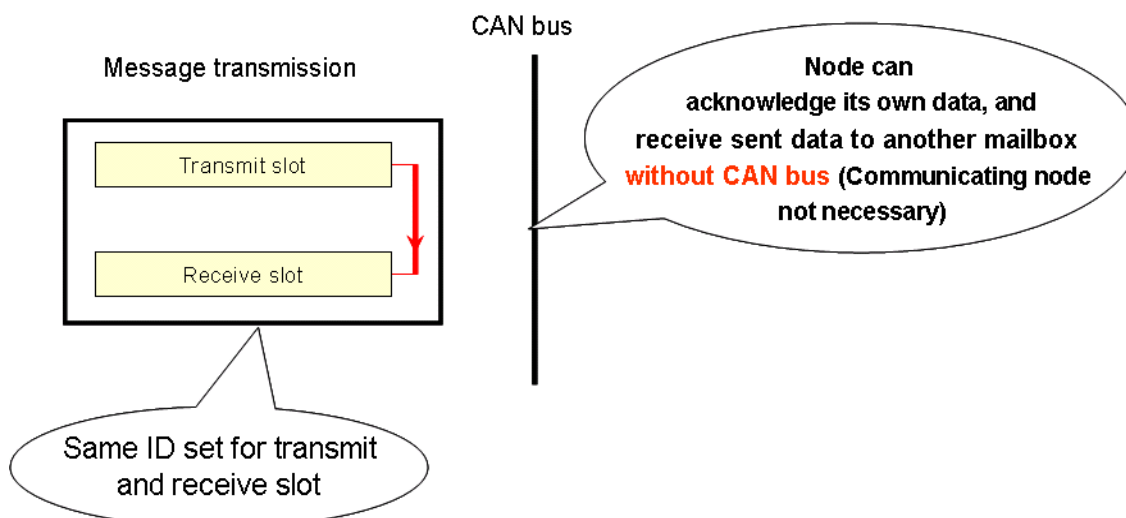 CAN bus
Message transmission
Node can
acknowledge its own data, and
receive sent data to another mailbox
without CAN bus (Communicating node
not necessary)
Transmit slot
Receive slot
Same ID set for transmit
and receive slot